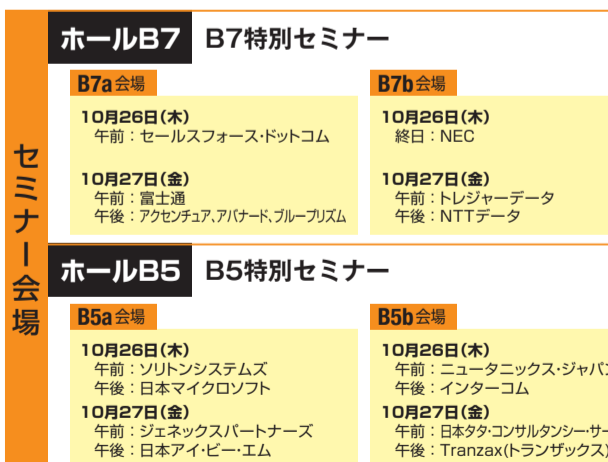 セミナー会場
ホールB7 B7特別セミナー
B7a会場
10月26日(木)
午前：セールスフォース・ドットコム
10月27日(金)
午前：富士通
午後：アクセンチュア、アバナード、ブループリズム
B7b会場
10月26日(木)
終日：NEC
10月27日(金)
午前：トレジャーデータ
午後：NTTデータ
ホールB5 B5特別セミナー
B5a会場
10月26日(木)
午前：ソリトンシステムズ
午後：日本マイクロソフト
10月27日(金)
午前：ジェネックスパートナーズ
午後：日本アイ・ビー・エム
B5b会場
10月26日(木)
午前：ニュータニックス・ジャパ
午後：インターコム
10月27日(金)
午前：日本タタ・コンサルタンシー・サー
午後：Tranzax(トランザックス)